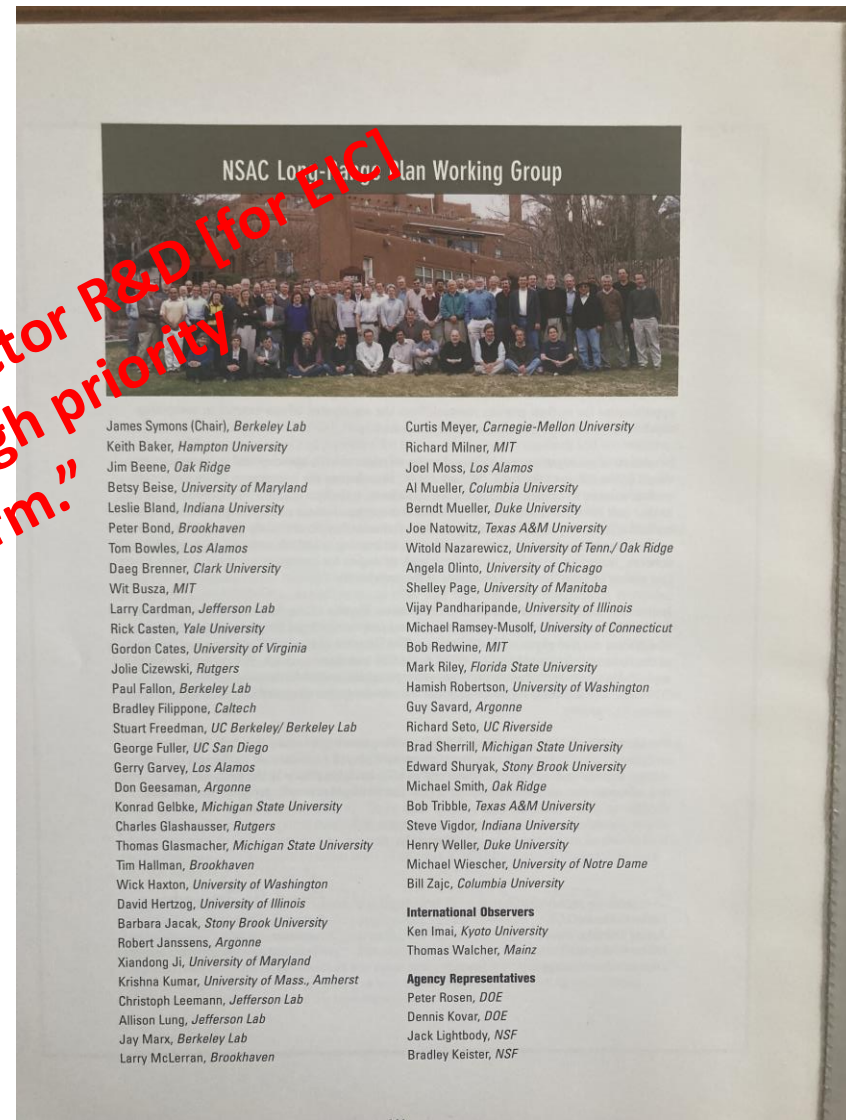 NSAC Long-Range Plan Working Group
tor R&D [for EIC]
gh priority
rm.”
James Symons (Chair), Berkeley Lab
Keith Baker, Hampton University
Jim Beene, Oak Ridge
Betsy Beise, University of Maryland
Leslie Bland, Indiana University
Peter Bond, Brookhaven
Tom Bowles, Los Alamos
Daeg Brenner, Clark University
Wit Busza, MIT
Larry Cardman, Jefferson Lab
Rick Casten, Yale University
Gordon Cates, University of Virginia
Jolie Cizewski, Rutgers
Paul Fallon, Berkeley Lab
Bradley Filippone, Caltech
Stuart Freedman, UC Berkeley/ Berkeley Lab
George Fuller, UC San Diego
Gerry Garvey, Los Alamos
Don Geesaman, Argonne
Konrad Gelbke, Michigan State University
Charles Glashausser, Rutgers
Thomas Glasmacher, Michigan State University
Tim Hallman, Brookhaven
Wick Haxton, University of Washington
David Hertzog, University of Illinois
Barbara Jacak, Stony Brook University
Robert Janssens, Argonne
Xiandong Ji, University of Maryland
Krishna Kumar, University of Mass., Amherst
Christoph Leemann, Jefferson Lab
Allison Lung, Jefferson Lab
Jay Marx, Berkeley Lab
Larry McLerran, Brookhaven
Curtis Meyer, Carnegie-Mellon University
Richard Milner, MIT
Joel Moss, Los Alamos
Al Mueller, Columbia University
Berndt Mueller, Duke University
Joe Natowitz, Texas A&M University
Witold Nazarewicz, University of Tenn./ Oak Ridge
Angela Olinto, University of Chicago
Shelley Page, University of Manitoba
Vijay Pandharipande, University of Illinois
Michael Ramsey-Musolf, University of Connecticut
Bob Redwine, MIT
Mark Riley, Florida State University
Hamish Robertson, University of Washington
Guy Savard, Argonne
Richard Seto, UC Riverside
Brad Sherrill, Michigan State University
Edward Shuryak, Stony Brook University
Michael Smith, Oak Ridge
Bob Tribble, Texas A&M University
Steve Vigdor, Indiana University
Henry Weller, Duke University
Michael Wiescher, University of Notre Dame
Bill Zajc, Columbia University
International Observers
Ken Imai, Kyoto University
Thomas Walcher, Mainz
Agency Representatives
Peter Rosen, DOE
Dennis Kovar, DOE
Jack Lightbody, NSF
Bradley Keister, NSF